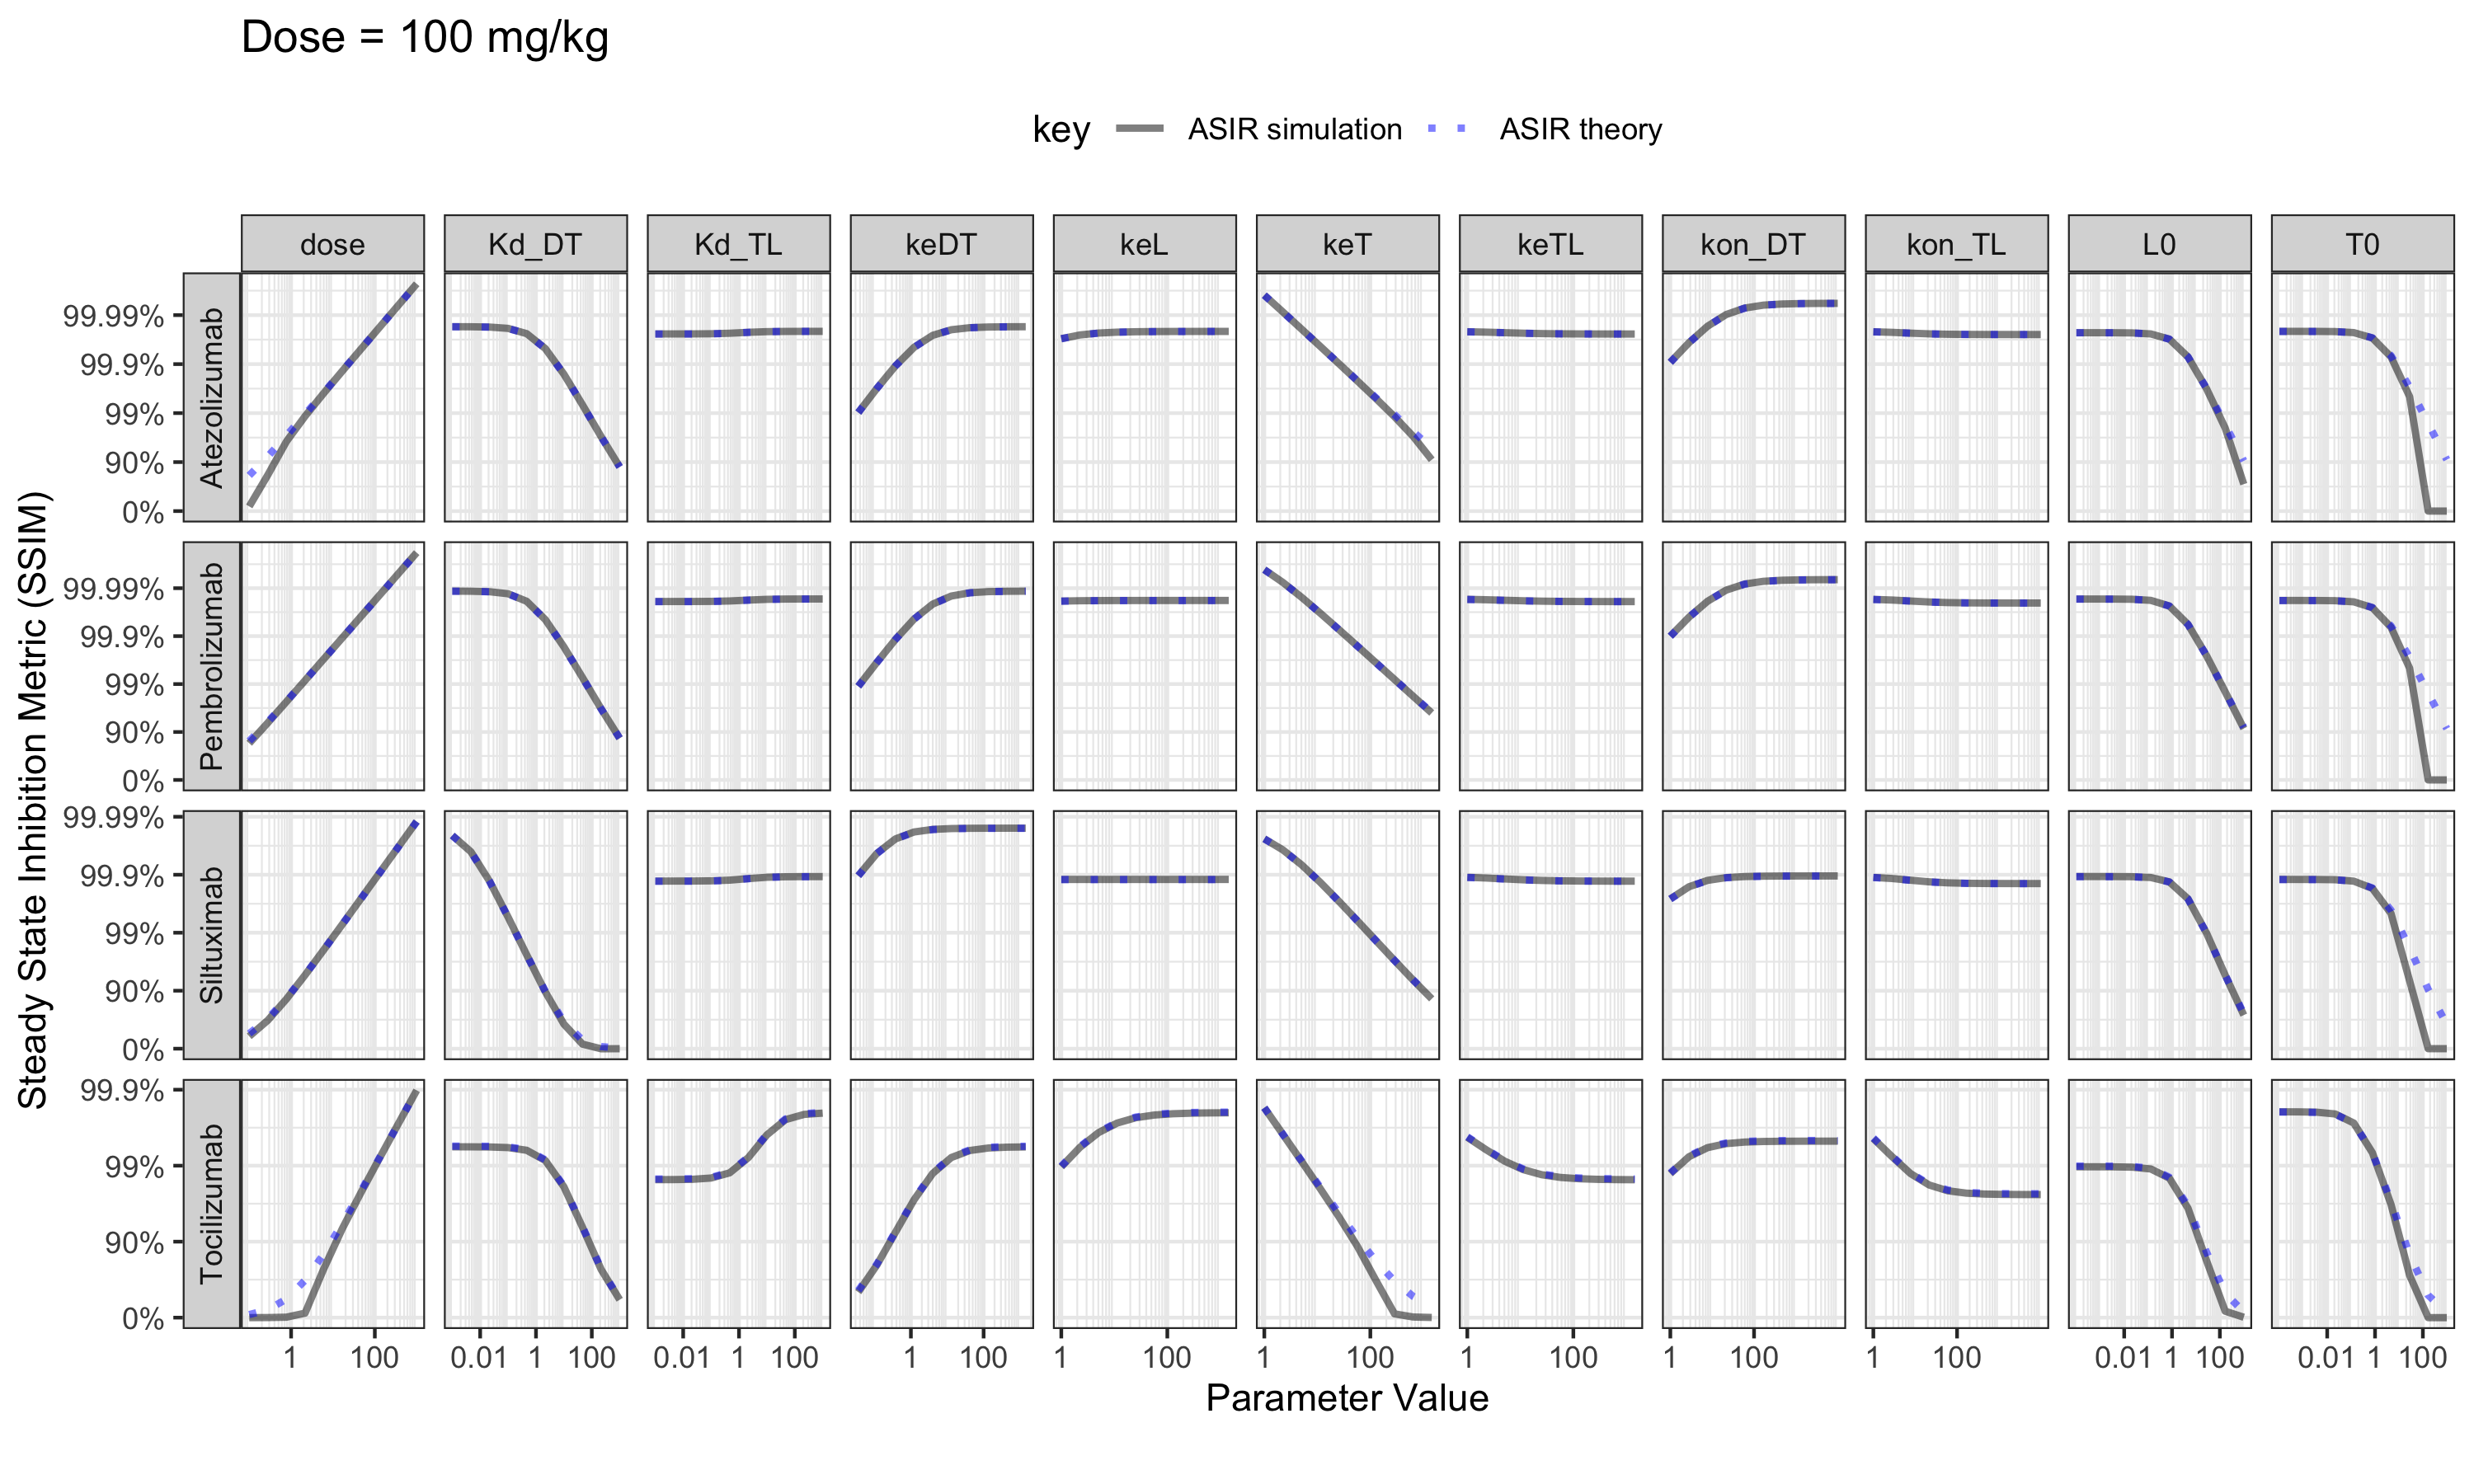 Dose = 100 mg/kg
key ASIR simulation ASIR theory
dose Kd_DT Kd_TL keDT keL keT keTL kon_DT kon_TL L0 T0
Steady State Inhibition Metric (SSIM)
Atezolizumab
99.99%
99.9%
99%
90%
0%
Pembrolizumab
99.99%
99.9%
99%
90%
0%
Siltuximab
99.99%
99.9%
99%
90%
0%
Tocilizumab
99.9%
99%
90%
0%
1 100 0.01 1 100 0.01 1 100 1 100 1 100 1 100 1 100 1 100 1 100 0.01 1 100 0.01 1 100
Parameter Value